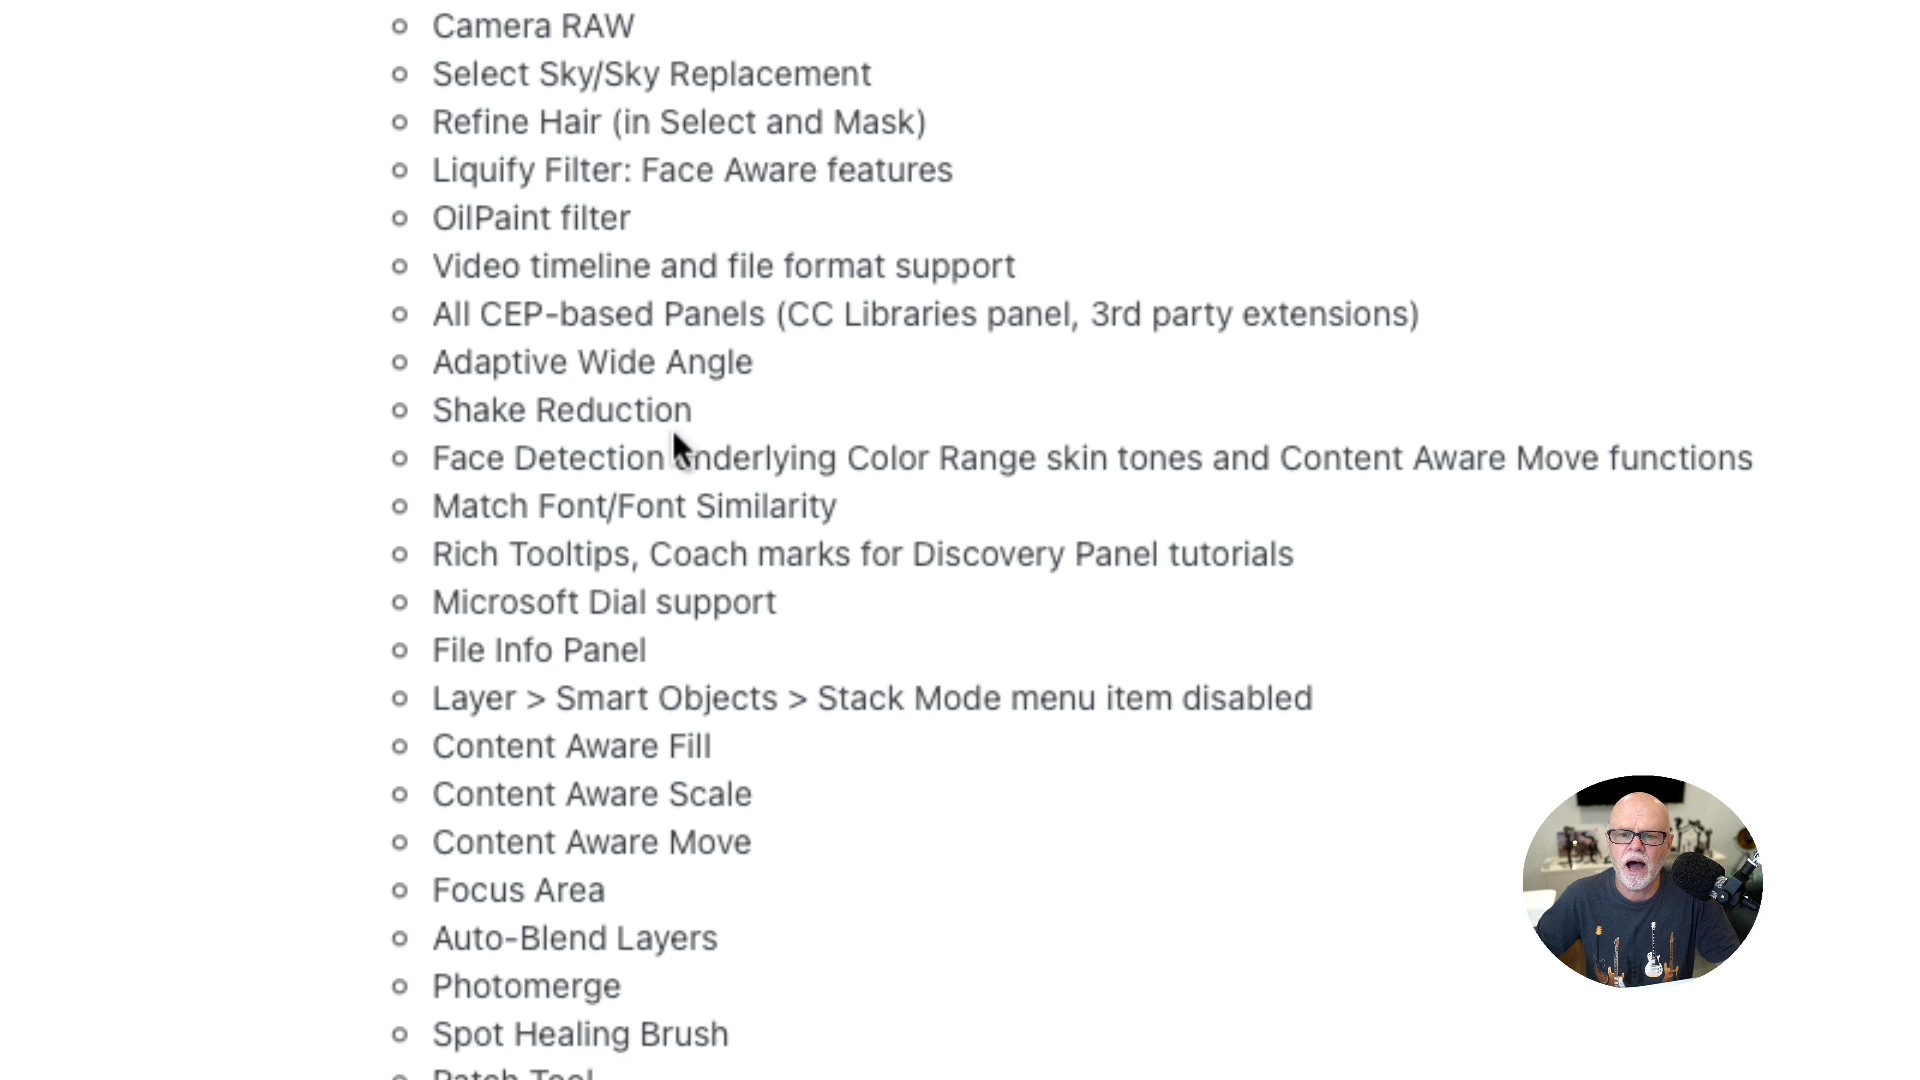 Camera RAW
Select Sky/Sky Replacement
Refine Hair (in Select and Mask)
Liquify Filter: Face Aware features
OilPaint filter
Video timeline and file format support
All CEP-based Panels (CC Libraries panel, 3rd party extensions)
Adaptive Wide Angle
Shake Reduction
Face Detection underlying Color Range skin tones and Content Aware Move functions
Match Font/Font Similarity
Rich Tooltips, Coach marks for Discovery Panel tutorials
Microsoft Dial support
File Info Panel
Layer > Smart Objects > Stack Mode menu item disabled
Content Aware Fill
Content Aware Scale
Content Aware Move
Focus Area
Auto-Blend Layers
Photomerge
Spot Healing Brush
Patch Tool